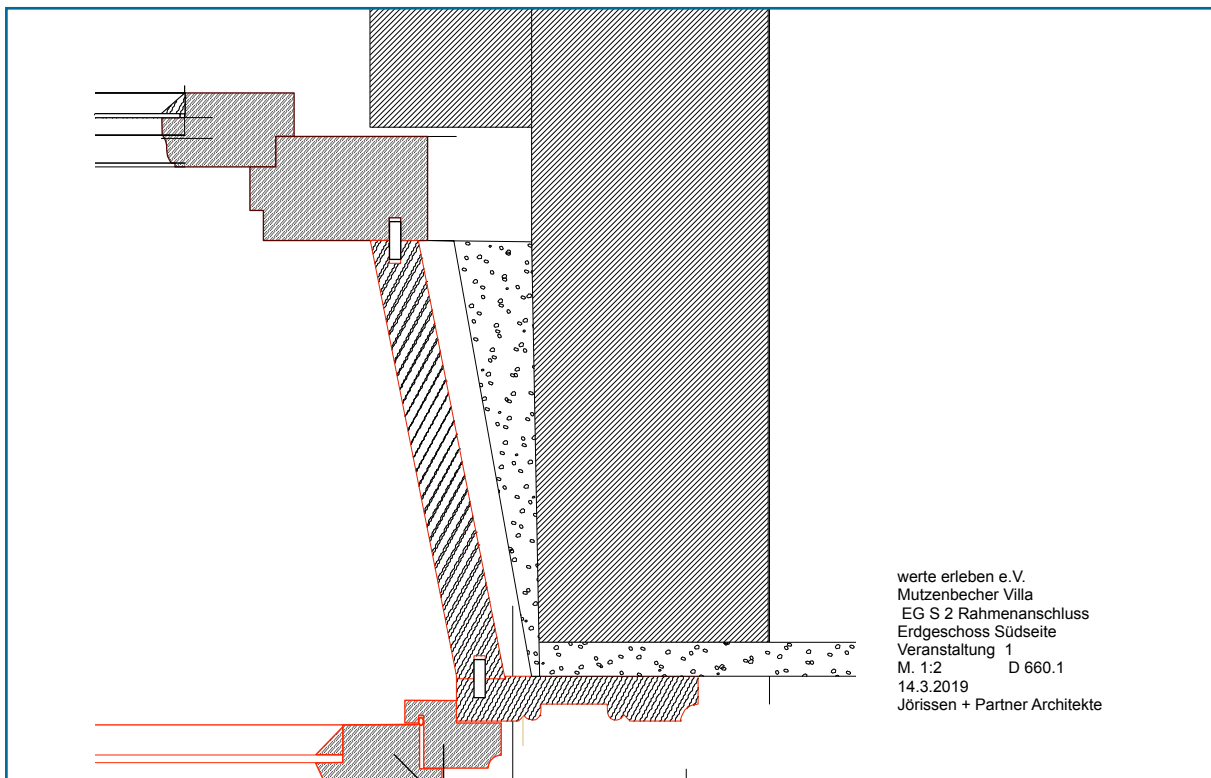 werte erleben e.V.
Mutzenbecher Villa
EG S 2 Rahmenanschluss
Erdgeschoss Südseite
Veranstaltung 1
M. 1:2 D 660.1
14.3.2019
Jörissen + Partner Architekte